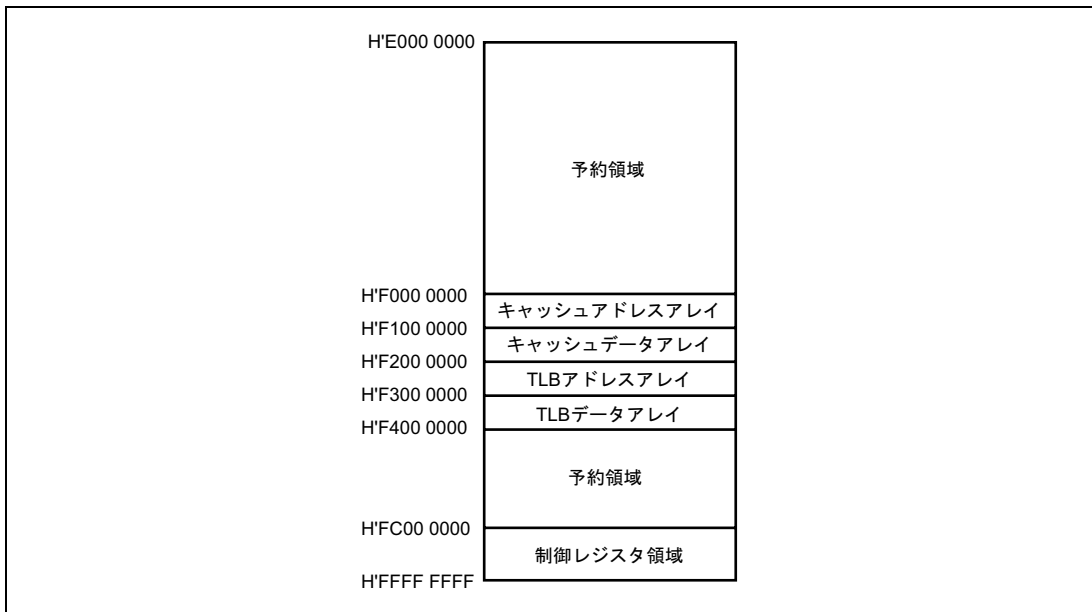 H'E000 0000
予約領域
H'F000 0000
キャッシュアドレスアレイ
H'F100 0000
キャッシュデータアレイ
H'F200 0000
TLBアドレスアレイ
H'F300 0000
TLBデータアレイ
H'F400 0000
予約領域
H'FC00 0000
制御レジスタ領域
H'FFFF FFFF